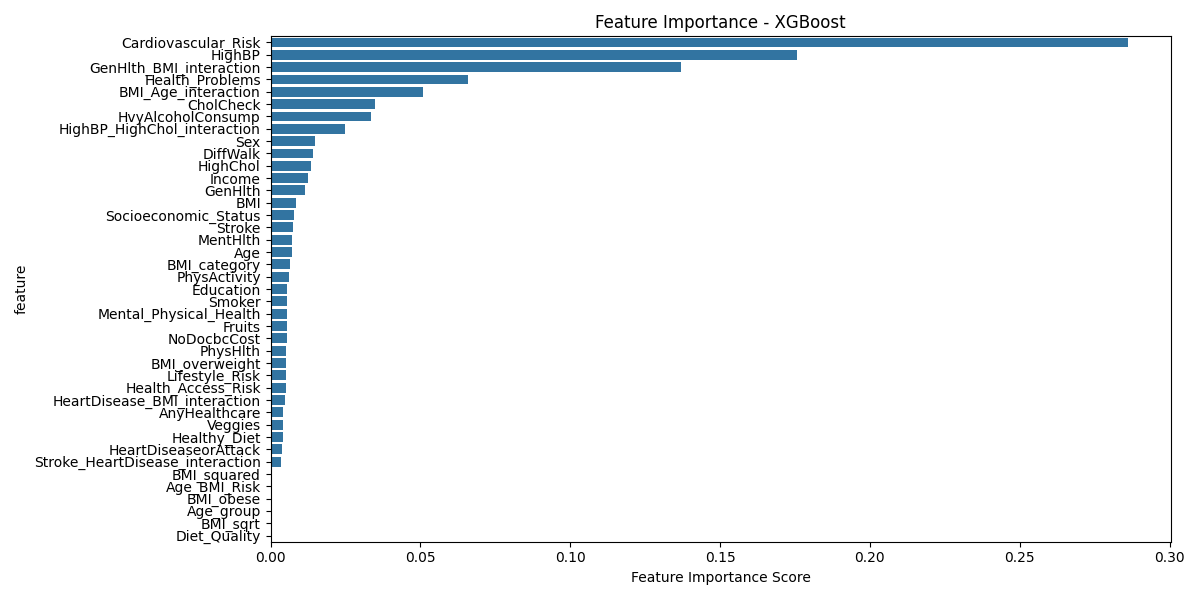 Feature Importance - XGBoost
Cardiovascular_Risk
HighBP
GenHlth_BMI_interaction
Health_Problems
BMI_Age_interaction
CholCheck
HvyAlcoholConsump
HighBP_HighChol_interaction
Sex
DiffWalk
HighChol
Income
GenHlth
BMI
Socioeconomic_Status
Stroke
MentHlth
Age
BMI_category
PhysActivity
Education
Smoker
Mental_Physical_Health
Fruits
NoDocbcCost
PhysHlth
BMI_overweight
Lifestyle_Risk
Health_Access_Risk
HeartDisease_BMI_interaction
AnyHealthcare
Veggies
Healthy_Diet
HeartDiseaseorAttack
Stroke_HeartDisease_interaction
BMI_squared
Age_BMI_Risk
BMI_obese
Age_group
BMI_sqrt
Diet_Quality
feature
0.00 0.05 0.10 0.15 0.20 0.25 0.30
Feature Importance Score